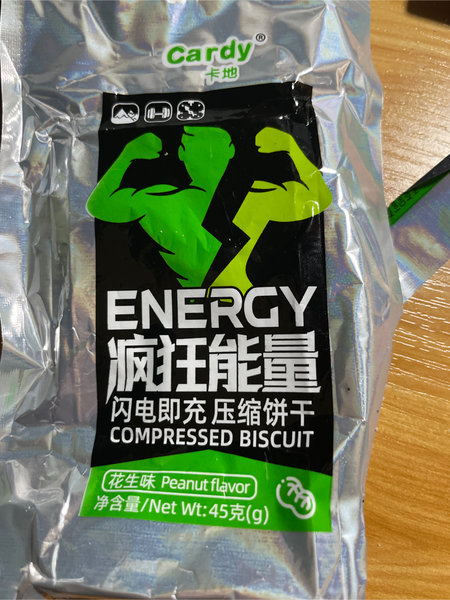 Cardy®
卡地
ENERGY
疯狂能量
闪电即充 压缩饼干
COMPRESSED BISCUIT
花生味 Peanut flavor
净含量/Net Wt: 45克(g)